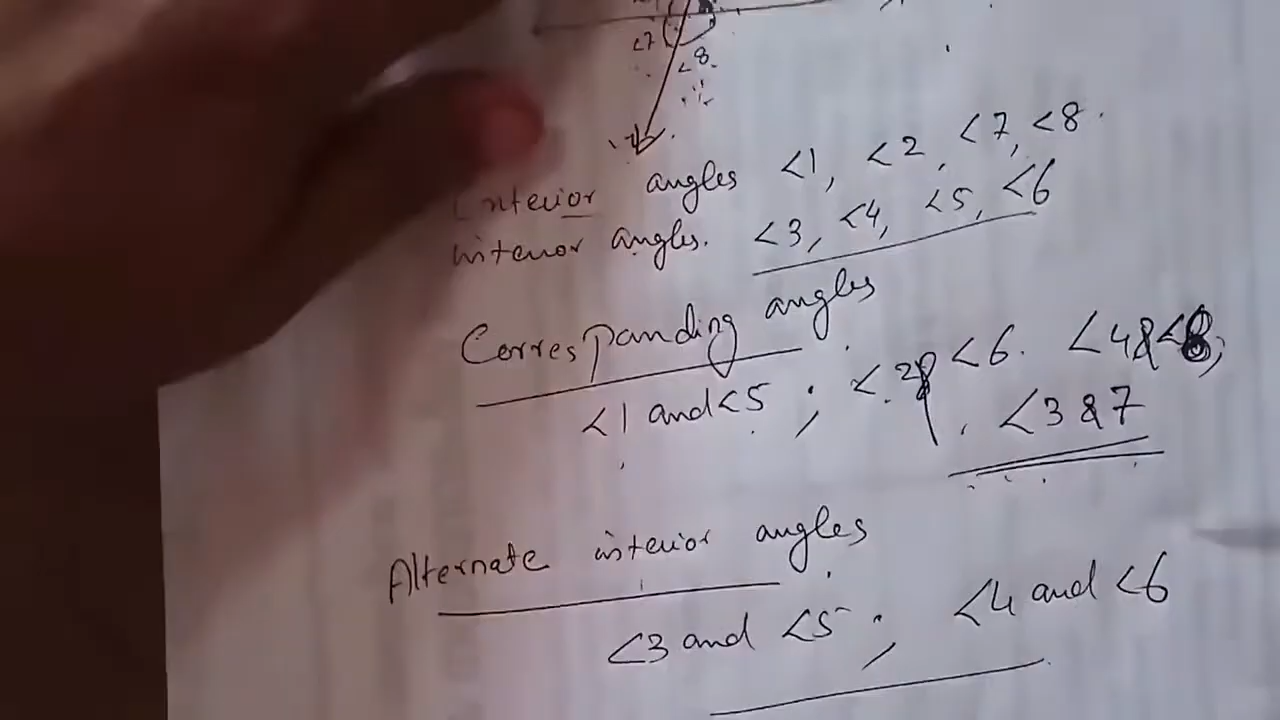 <7
<8
Enterior angles <1, <2, <7, <8.
interior angles. <3, <4, <5, <6
Corresponding angles
<1 and <5 ; <2 & <6. <4 & <8;
<3 & 7
Alternate interior angles
<3 and <5 ; <4 and <6